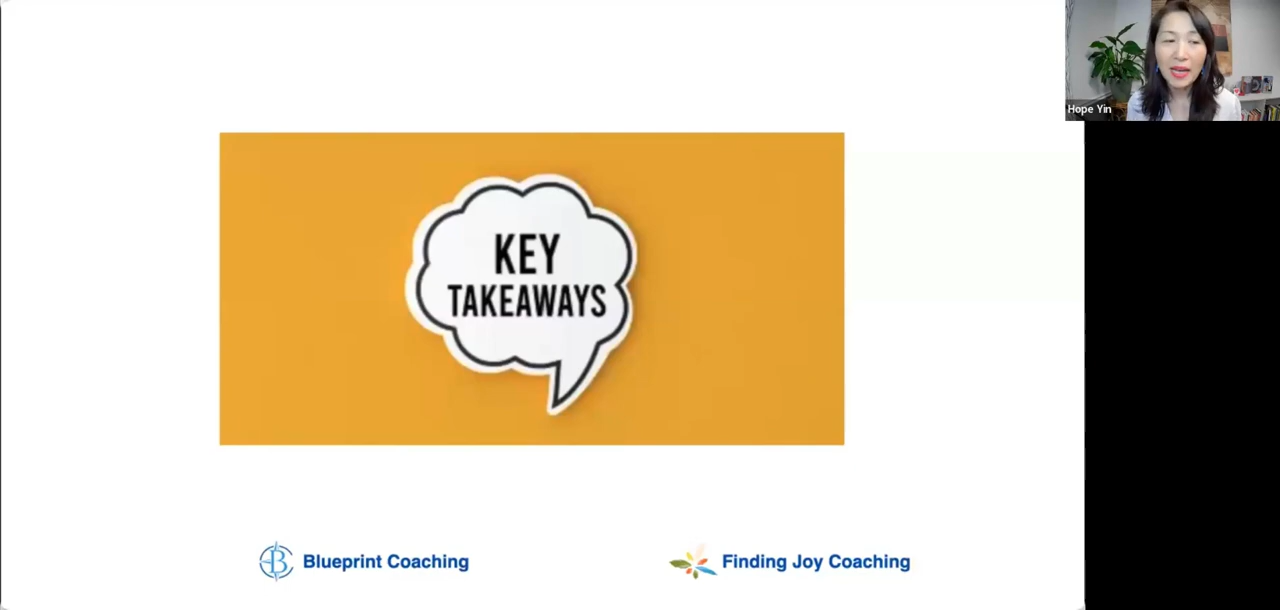 Hope Yin
KEY
TAKEAWAYS
Blueprint Coaching
Finding Joy Coaching